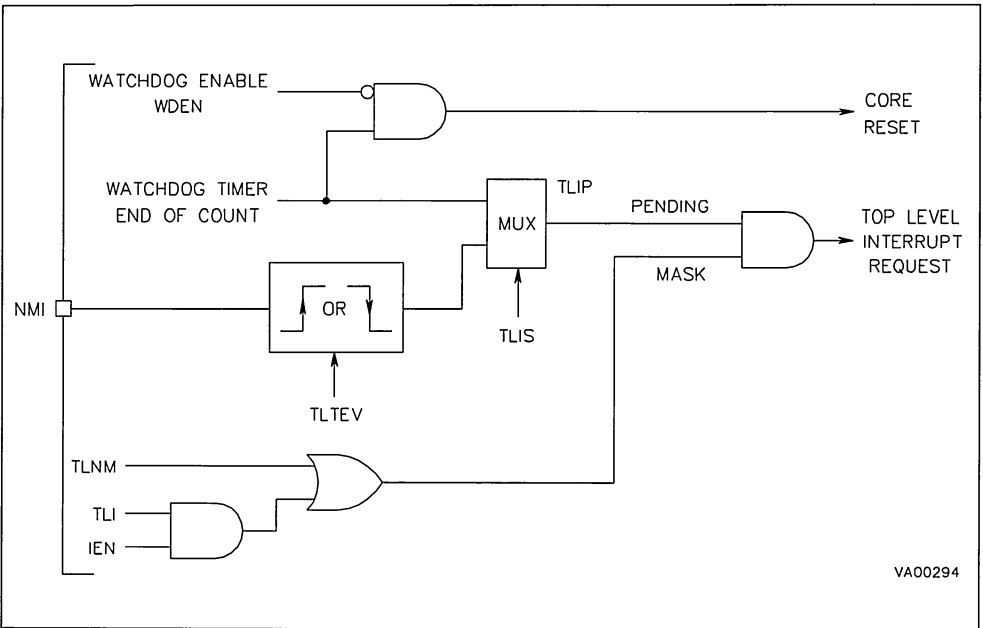 WATCHDOG ENABLE
WDEN
CORE
RESET
WATCHDOG TIMER
END OF COUNT
TLIP
MUX
PENDING
TOP LEVEL
INTERRUPT
REQUEST
MASK
NMI
OR
TLIS
TLTEV
TLNM
TLI
IEN
VA00294